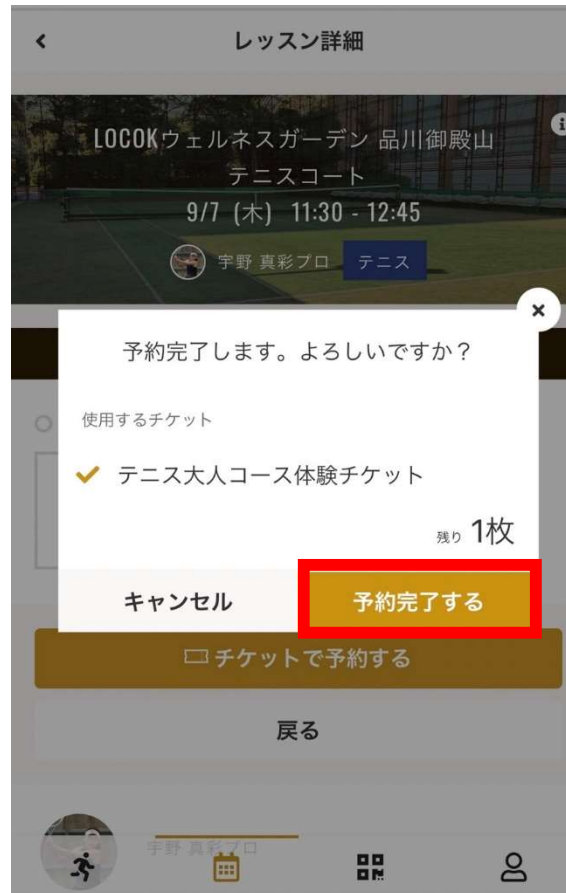 レッスン詳細
LOCOKウェルネスガーデン 品川御殿山
テニスコート
9/7 (木) 11:30 - 12:45
宇野 真彩プロ テニス
予約完了します。よろしいですか？
使用するチケット
テニス大人コース体験チケット
残り 1枚
キャンセル 予約完了する
チケットで予約する
戻る
宇野 真彩プロ